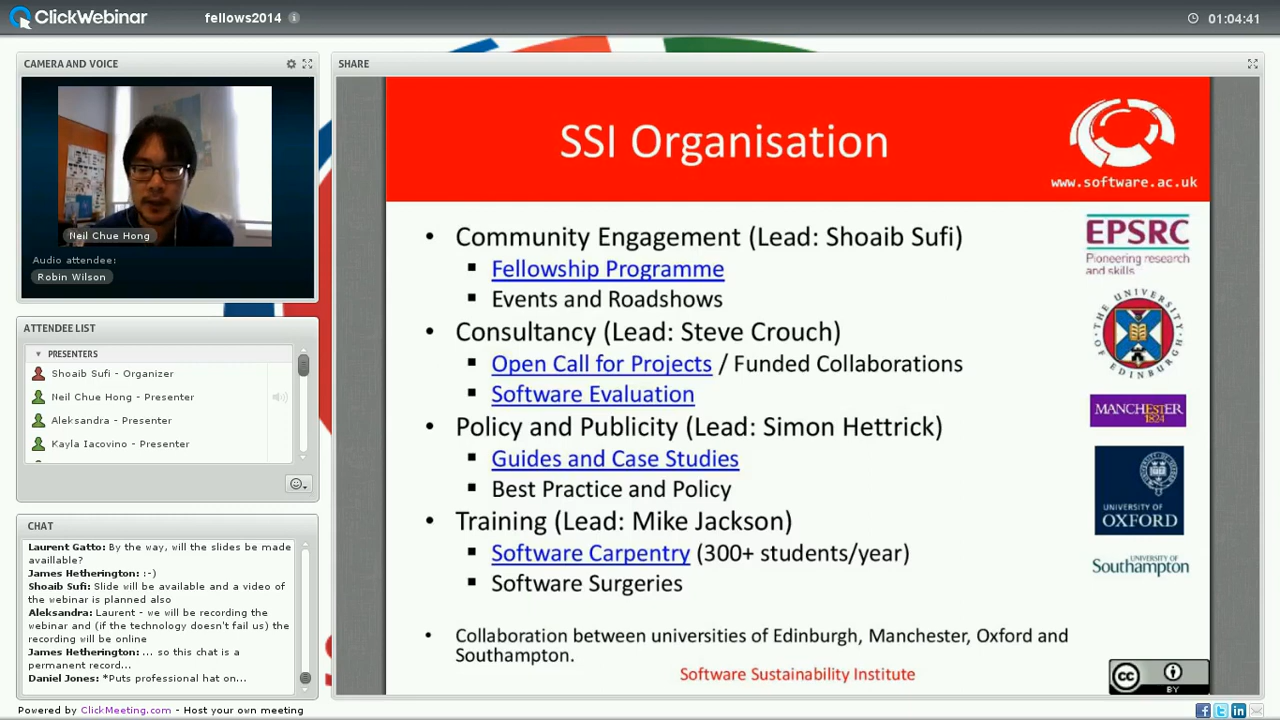 ClickWebinar
fellows2014
01:04:41
CAMERA AND VOICE
Neil Chue Hong
Audio attendee:
Robin Wilson
ATTENDEE LIST
PRESENTERS
Shoaib Sufi - Organizer
Neil Chue Hong - Presenter
Aleksandra - Presenter
Kayla Iacovino - Presenter
CHAT
Laurent Gatto: By the way, will the slides be made
availlable?
James Hetherington: :-)
Shoaib Sufi: Slide will be available and a video of
the webinar is planned also
Aleksandra: Laurent - we will be recording the
webinar and (if the technology doesn't fail us) the
recording will be online
James Hetherington: ... so this chat is a
permanent record...
Daniel Jones: *Puts professional hat on...
SHARE
SSI Organisation
www.software.ac.uk
• Community Engagement (Lead: Shoaib Sufi)
▪ Fellowship Programme
▪ Events and Roadshows
• Consultancy (Lead: Steve Crouch)
▪ Open Call for Projects / Funded Collaborations
▪ Software Evaluation
• Policy and Publicity (Lead: Simon Hettrick)
▪ Guides and Case Studies
▪ Best Practice and Policy
• Training (Lead: Mike Jackson)
▪ Software Carpentry (300+ students/year)
▪ Software Surgeries
• Collaboration between universities of Edinburgh, Manchester, Oxford and
Southampton.
Software Sustainability Institute
EPSRC
Pioneering research
and skills
THE UNIVERSITY OF EDINBURGH
MANCHESTER
1824
UNIVERSITY OF
OXFORD
UNIVERSITY OF
Southampton
cc
BY
Powered by ClickMeeting.com - Host your own meeting